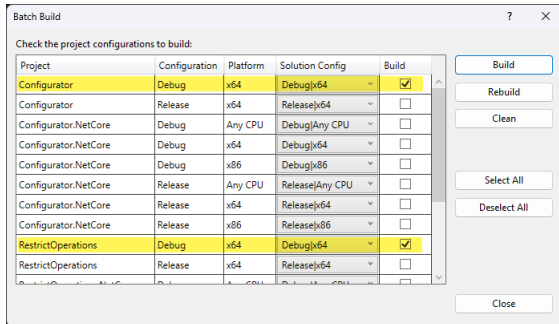 Batch Build ? ×
Check the project configurations to build:
Project Configuration Platform Solution Config Build
Configurator Debug x64 Debug|x64
Configurator Release x64 Release|x64
Configurator.NetCore Debug Any CPU Debug|Any CPU
Configurator.NetCore Debug x64 Debug|x64
Configurator.NetCore Debug x86 Debug|x86
Configurator.NetCore Release Any CPU Release|Any CPU
Configurator.NetCore Release x64 Release|x64
Configurator.NetCore Release x86 Release|x86
RestrictOperations Debug x64 Debug|x64
RestrictOperations Release x64 Release|x64
Build
Rebuild
Clean
Select All
Deselect All
Close